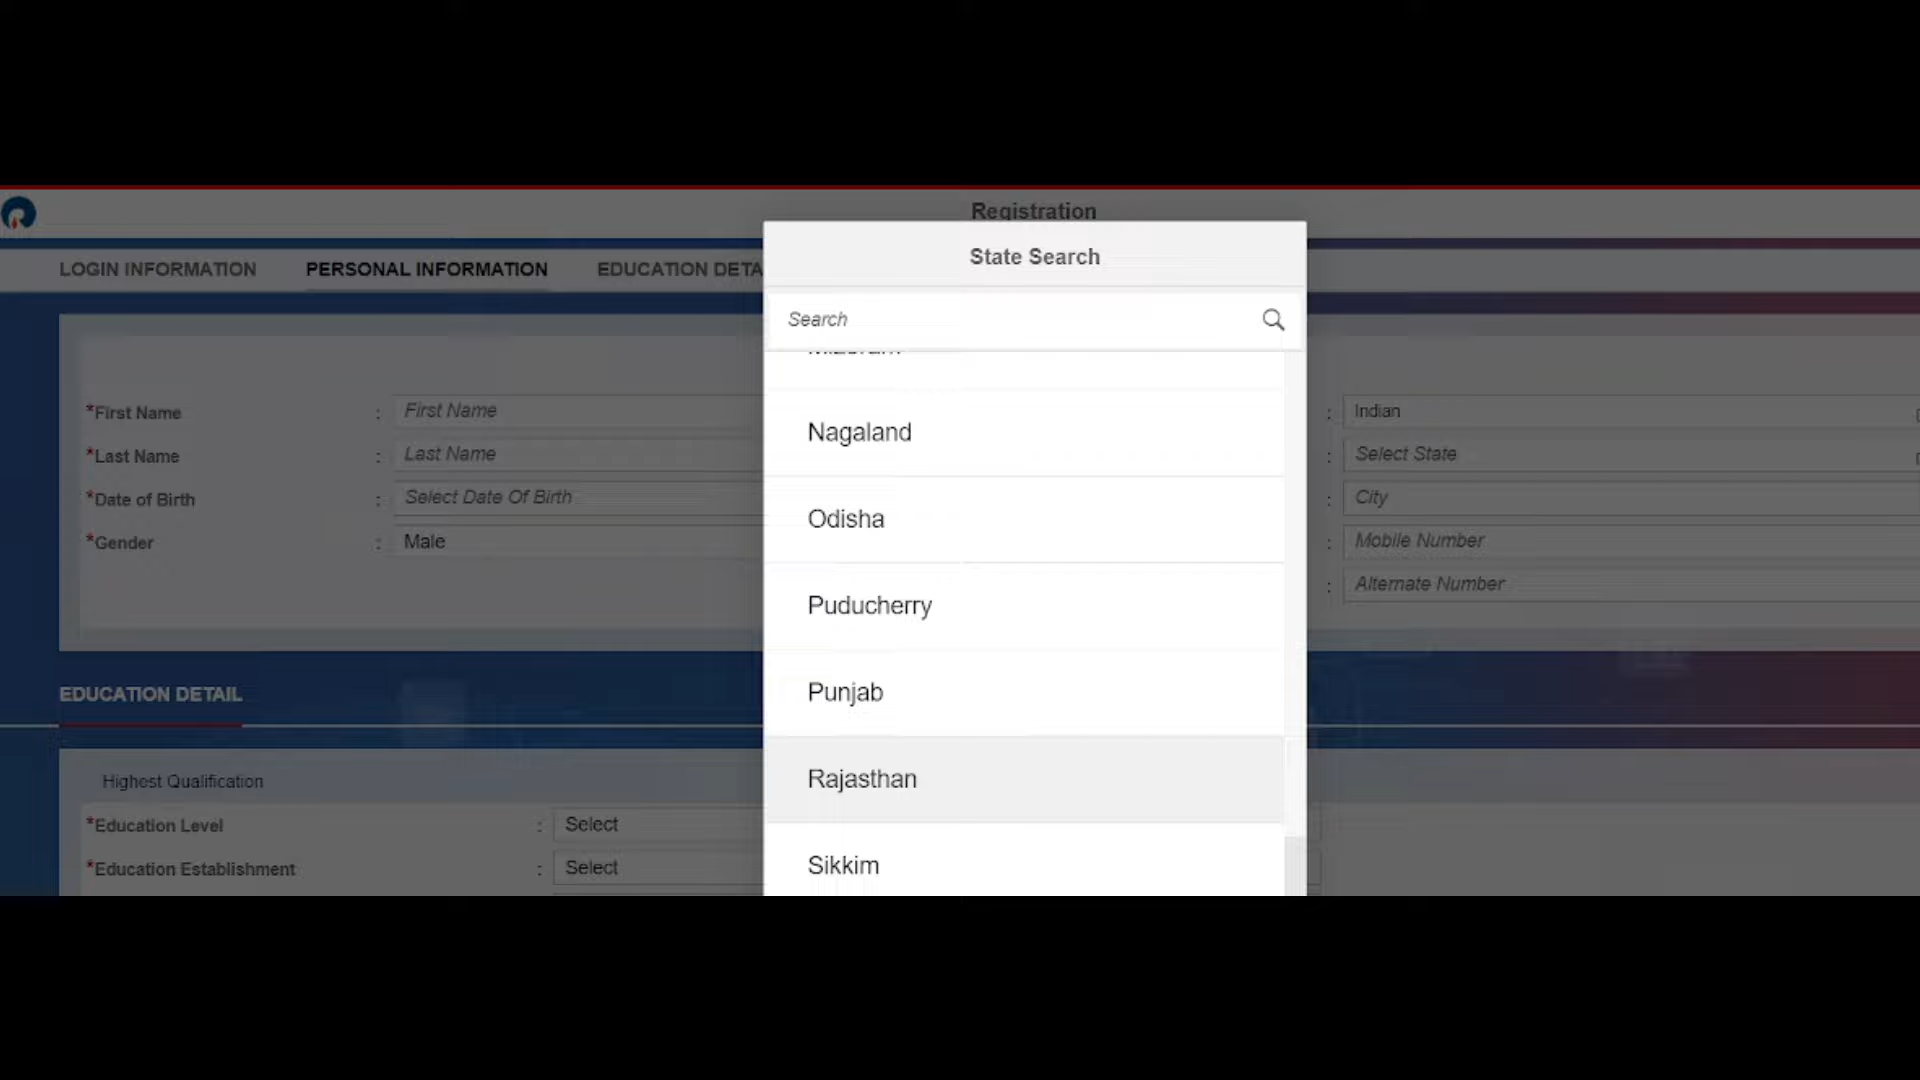 Registration
LOGIN INFORMATION PERSONAL INFORMATION EDUCATION DETA
State Search
Search
Nagaland
Odisha
Puducherry
Punjab
Rajasthan
Sikkim
*First Name : First Name
*Last Name : Last Name
*Date of Birth : Select Date Of Birth
*Gender : Male
: Indian
: Select State
: City
: Mobile Number
: Alternate Number
EDUCATION DETAIL
Highest Qualification
*Education Level : Select
*Education Establishment : Select